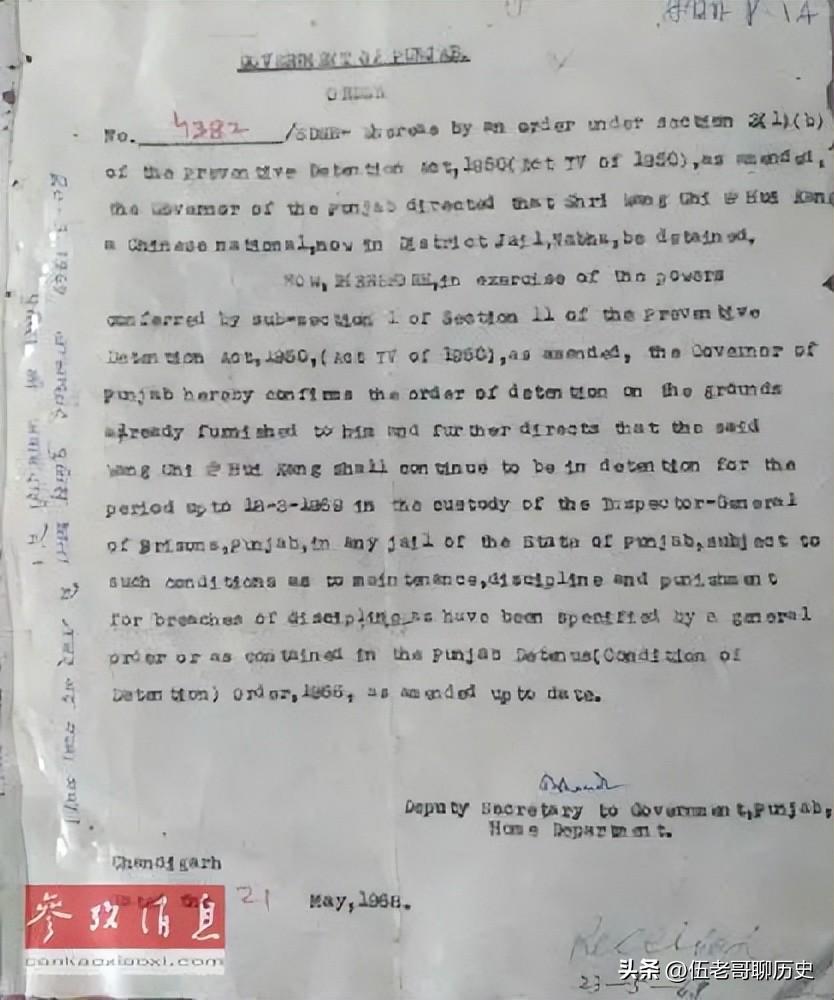 GOVERNMENT OF PUNJAB.
ORDER
No. 4382 /SDHB- Whereas by an order under section 3(1)(b)
of the Preventive Detention Act,1950(Act IV of 1950),as amended,
the Governor of the Punjab directed that Shri Wang Chi @ Hui Kang
a Chinese national,now in District Jail,Nabha,be detained.
NOW, THEREFORE,in exercise of the powers
conferred by sub-section 1 of Section 11 of the Preventive
Detention Act,1950,(Act IV of 1950),as amended, the Governor of
Punjab hereby confirms the order of detention on the grounds
already furnished to him and further directs that the said
Wang Chi @ Hui Kang shall continue to be in detention for the
period upto 18-3-1969 in the custody of the Inspector-General
of Prisons,Punjab,in any jail of the State of Punjab,subject to
such conditions as to maintenance,discipline and punishment
for breaches of discipline as have been specified by a general
order or as contained in the Punjab Detenus(Condition of
Detention) Order,1966, as amended upto date.
Deputy Secretary to Government,Punjab,
Home Department.
Chandigarh
21 May,1968.
参考消息
cankaoxiaoxi.com
头条 @伍老哥聊历史